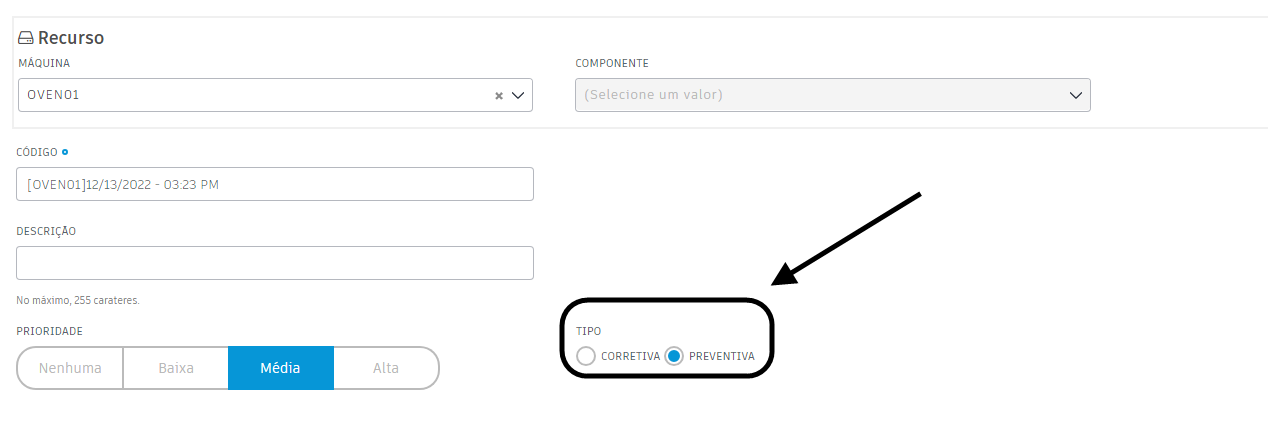 Recurso
MÁQUINA COMPONENTE
OVEN01 (Selecione um valor)
CÓDIGO
[OVEN01]12/13/2022 - 03:23 PM
DESCRIÇÃO
No máximo, 255 carateres.
PRIORIDADE TIPO
Nenhuma Baixa Média Alta CORRETIVA PREVENTIVA